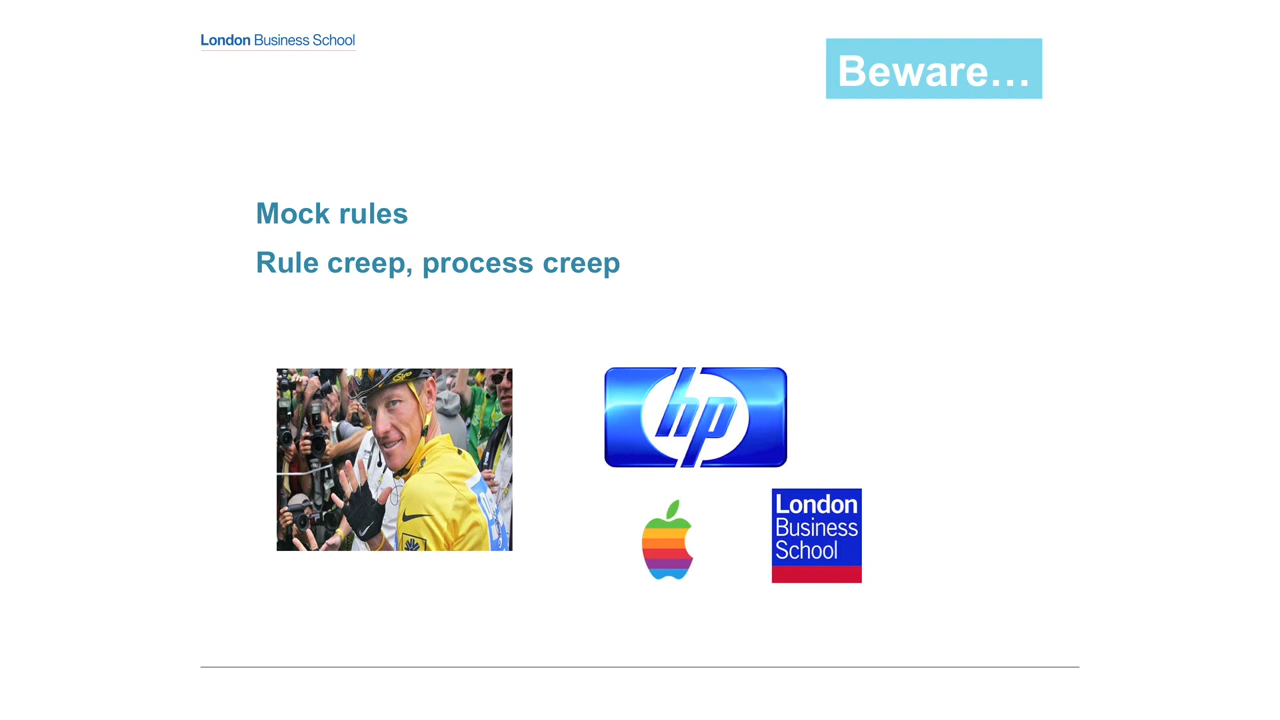 London Business School
Beware...
Mock rules
Rule creep, process creep
hp
London
Business
School